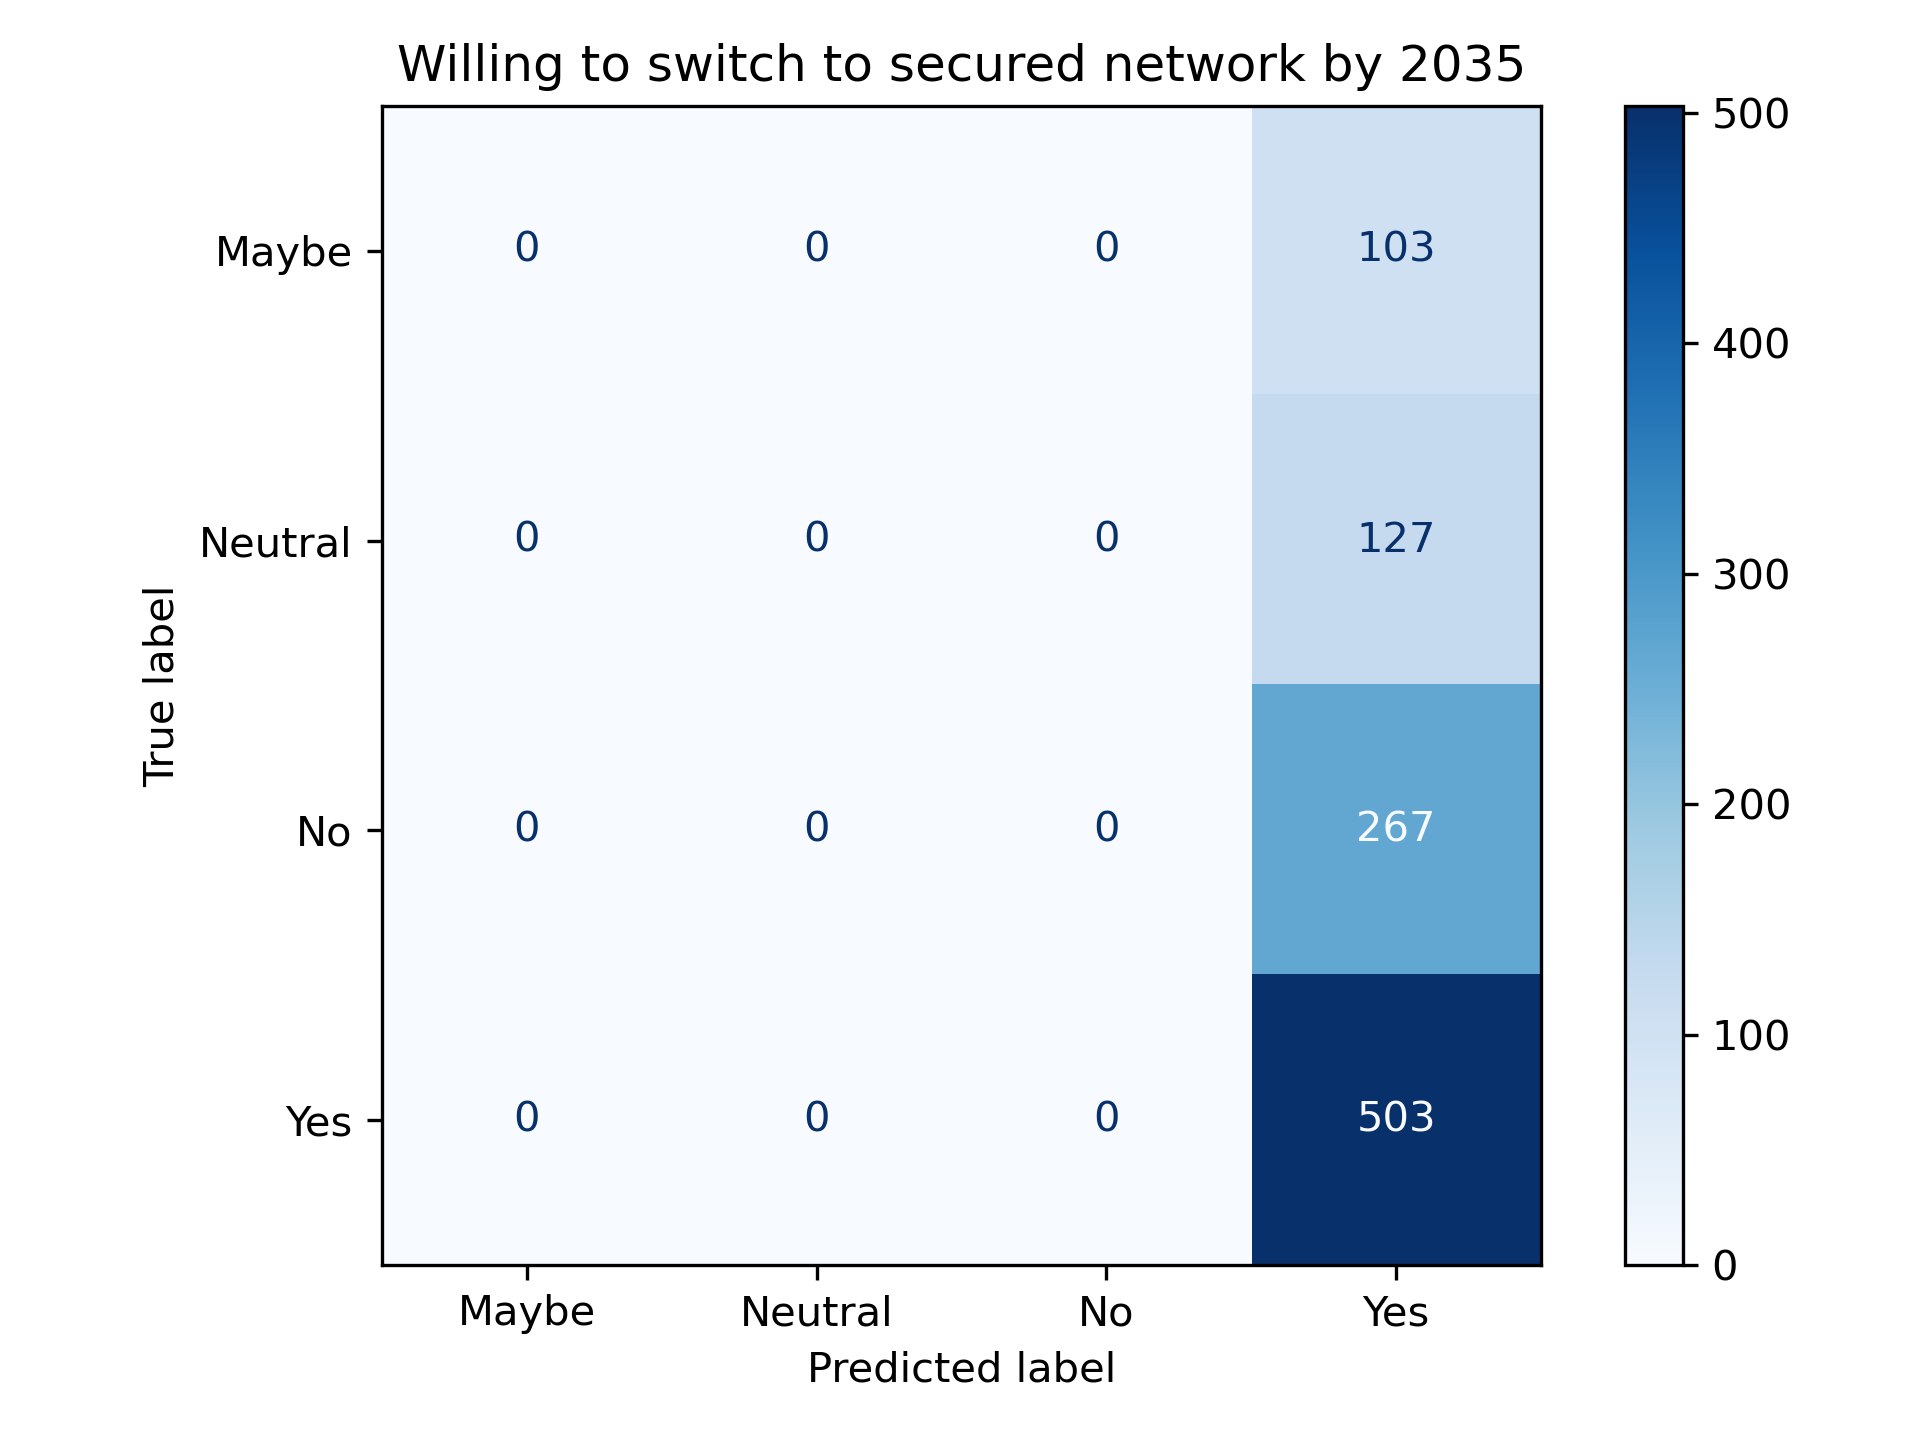 Willing to switch to secured network by 2035
500
Maybe 0 0 0 103
400
Neutral 0 0 0 127
300
True label
No 0 0 0 267
200
Yes 0 0 0 503
100
0
Maybe Neutral No Yes
Predicted label